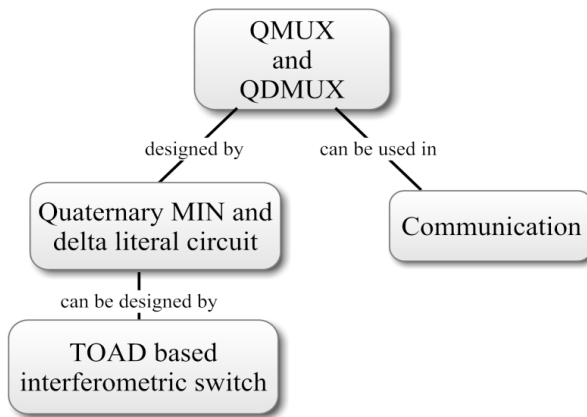 QMUX
and
QDMUX
designed by
can be used in
Quaternary MIN and
delta literal circuit
Communication
can be designed by
TOAD based
interferometric switch